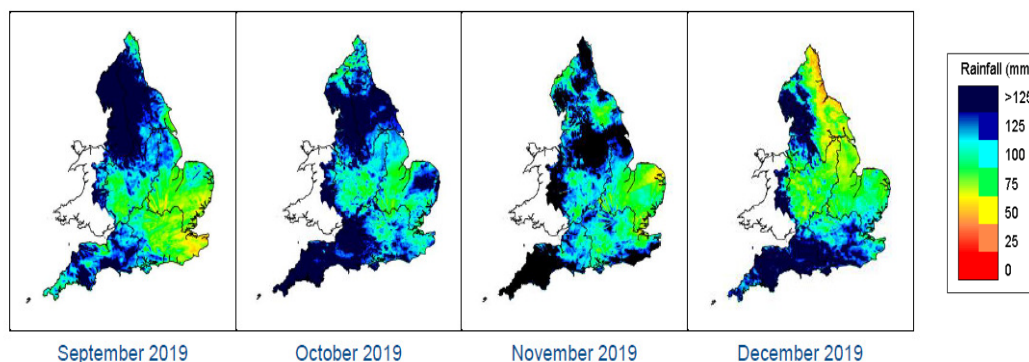 Rainfall (mm
>125
125
100
75
50
25
0
September 2019
October 2019
November 2019
December 2019